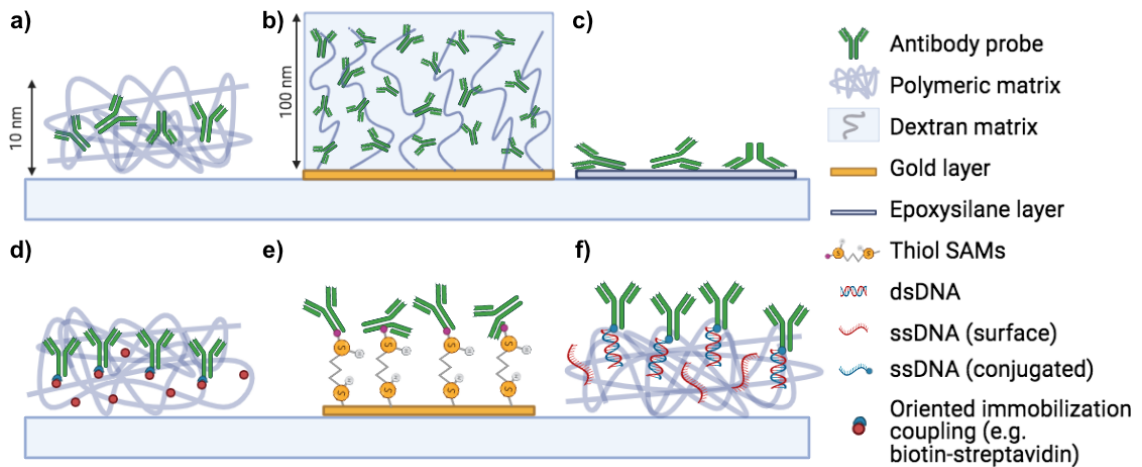 a)
b)
c)
10 nm
100 nm
d)
e)
f)
S
S
S
S
S
S
S
S
Antibody probe
Polymeric matrix
Dextran matrix
Gold layer
Epoxysilane layer
S
S
Thiol SAMs
dsDNA
ssDNA (surface)
ssDNA (conjugated)
Oriented immobilization
coupling (e.g.
biotin-streptavidin)